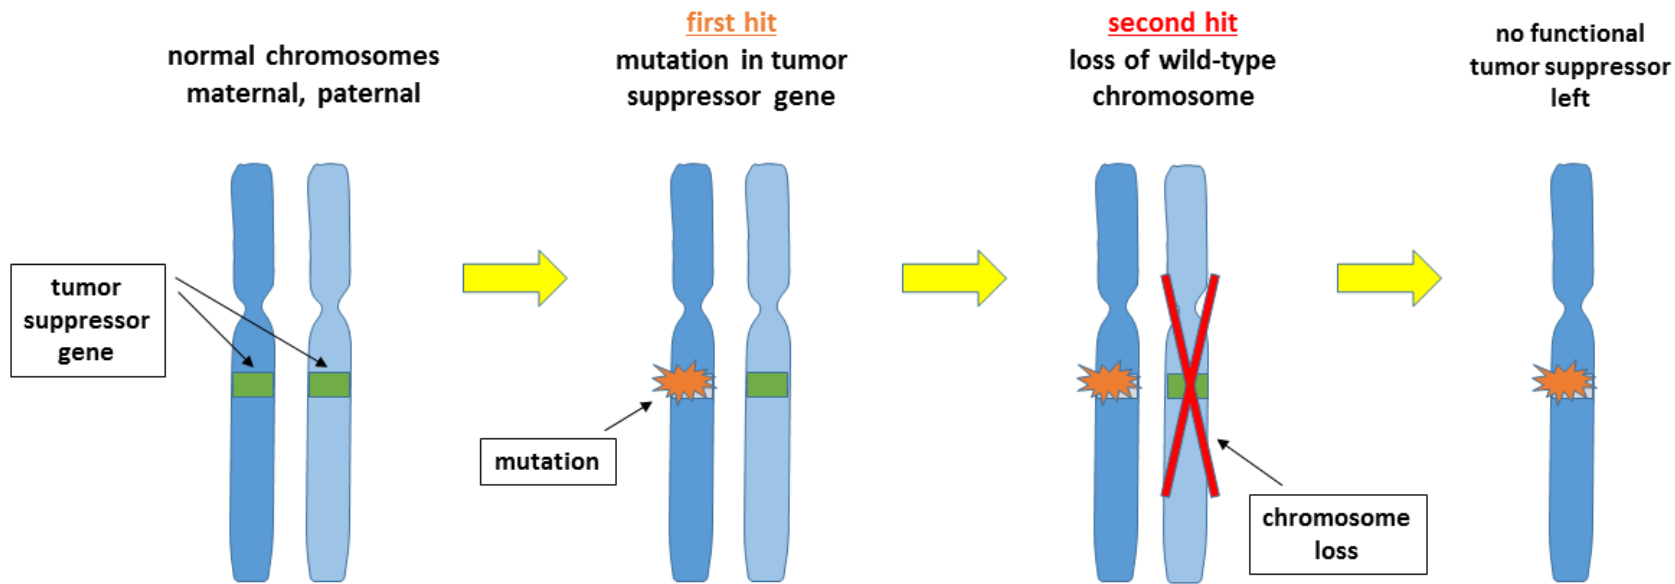 normal chromosomes
maternal, paternal
first hit
mutation in tumor
suppressor gene
second hit
loss of wild-type
chromosome
no functional
tumor suppressor
left
tumor
suppressor
gene
mutation
chromosome
loss